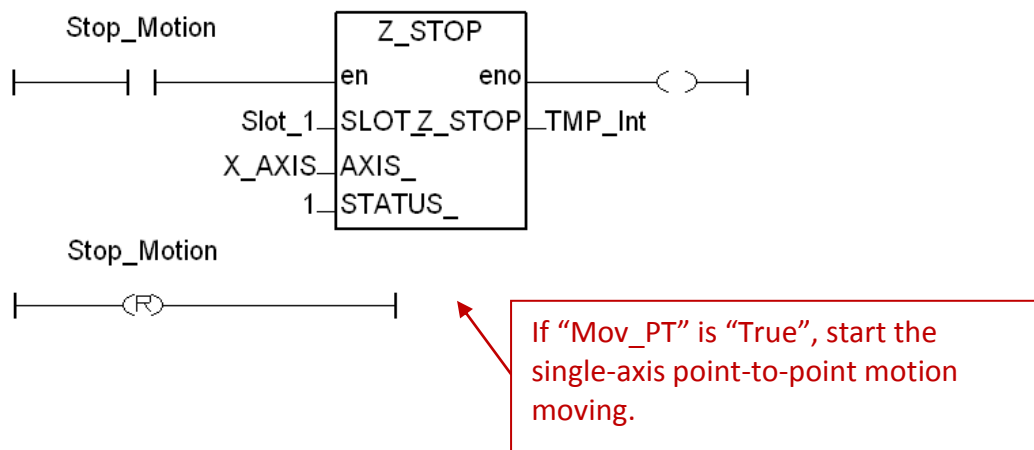 Stop_Motion
Z_STOP
en eno
Slot_1 SLOT_ Z_STOP TMP_Int
X_AXIS AXIS_
1 STATUS_
Stop_Motion
(R)
If “Mov_PT” is “True”, start the
single-axis point-to-point motion
moving.